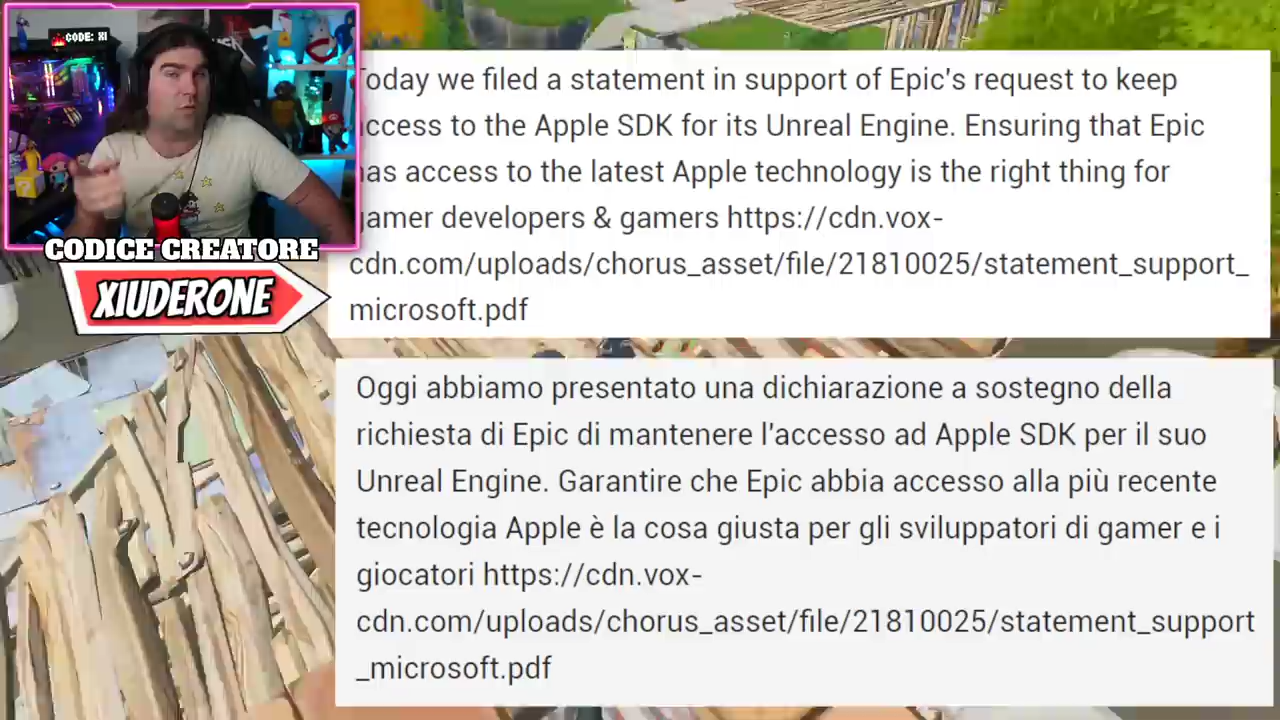 CODE: XI
CODICE CREATORE
XIUDERONE
Today we filed a statement in support of Epic's request to keep
access to the Apple SDK for its Unreal Engine. Ensuring that Epic
has access to the latest Apple technology is the right thing for
gamer developers & gamers https://cdn.vox-
cdn.com/uploads/chorus_asset/file/21810025/statement_support_
microsoft.pdf
Oggi abbiamo presentato una dichiarazione a sostegno della
richiesta di Epic di mantenere l'accesso ad Apple SDK per il suo
Unreal Engine. Garantire che Epic abbia accesso alla più recente
tecnologia Apple è la cosa giusta per gli sviluppatori di gamer e i
giocatori https://cdn.vox-
cdn.com/uploads/chorus_asset/file/21810025/statement_support
_microsoft.pdf